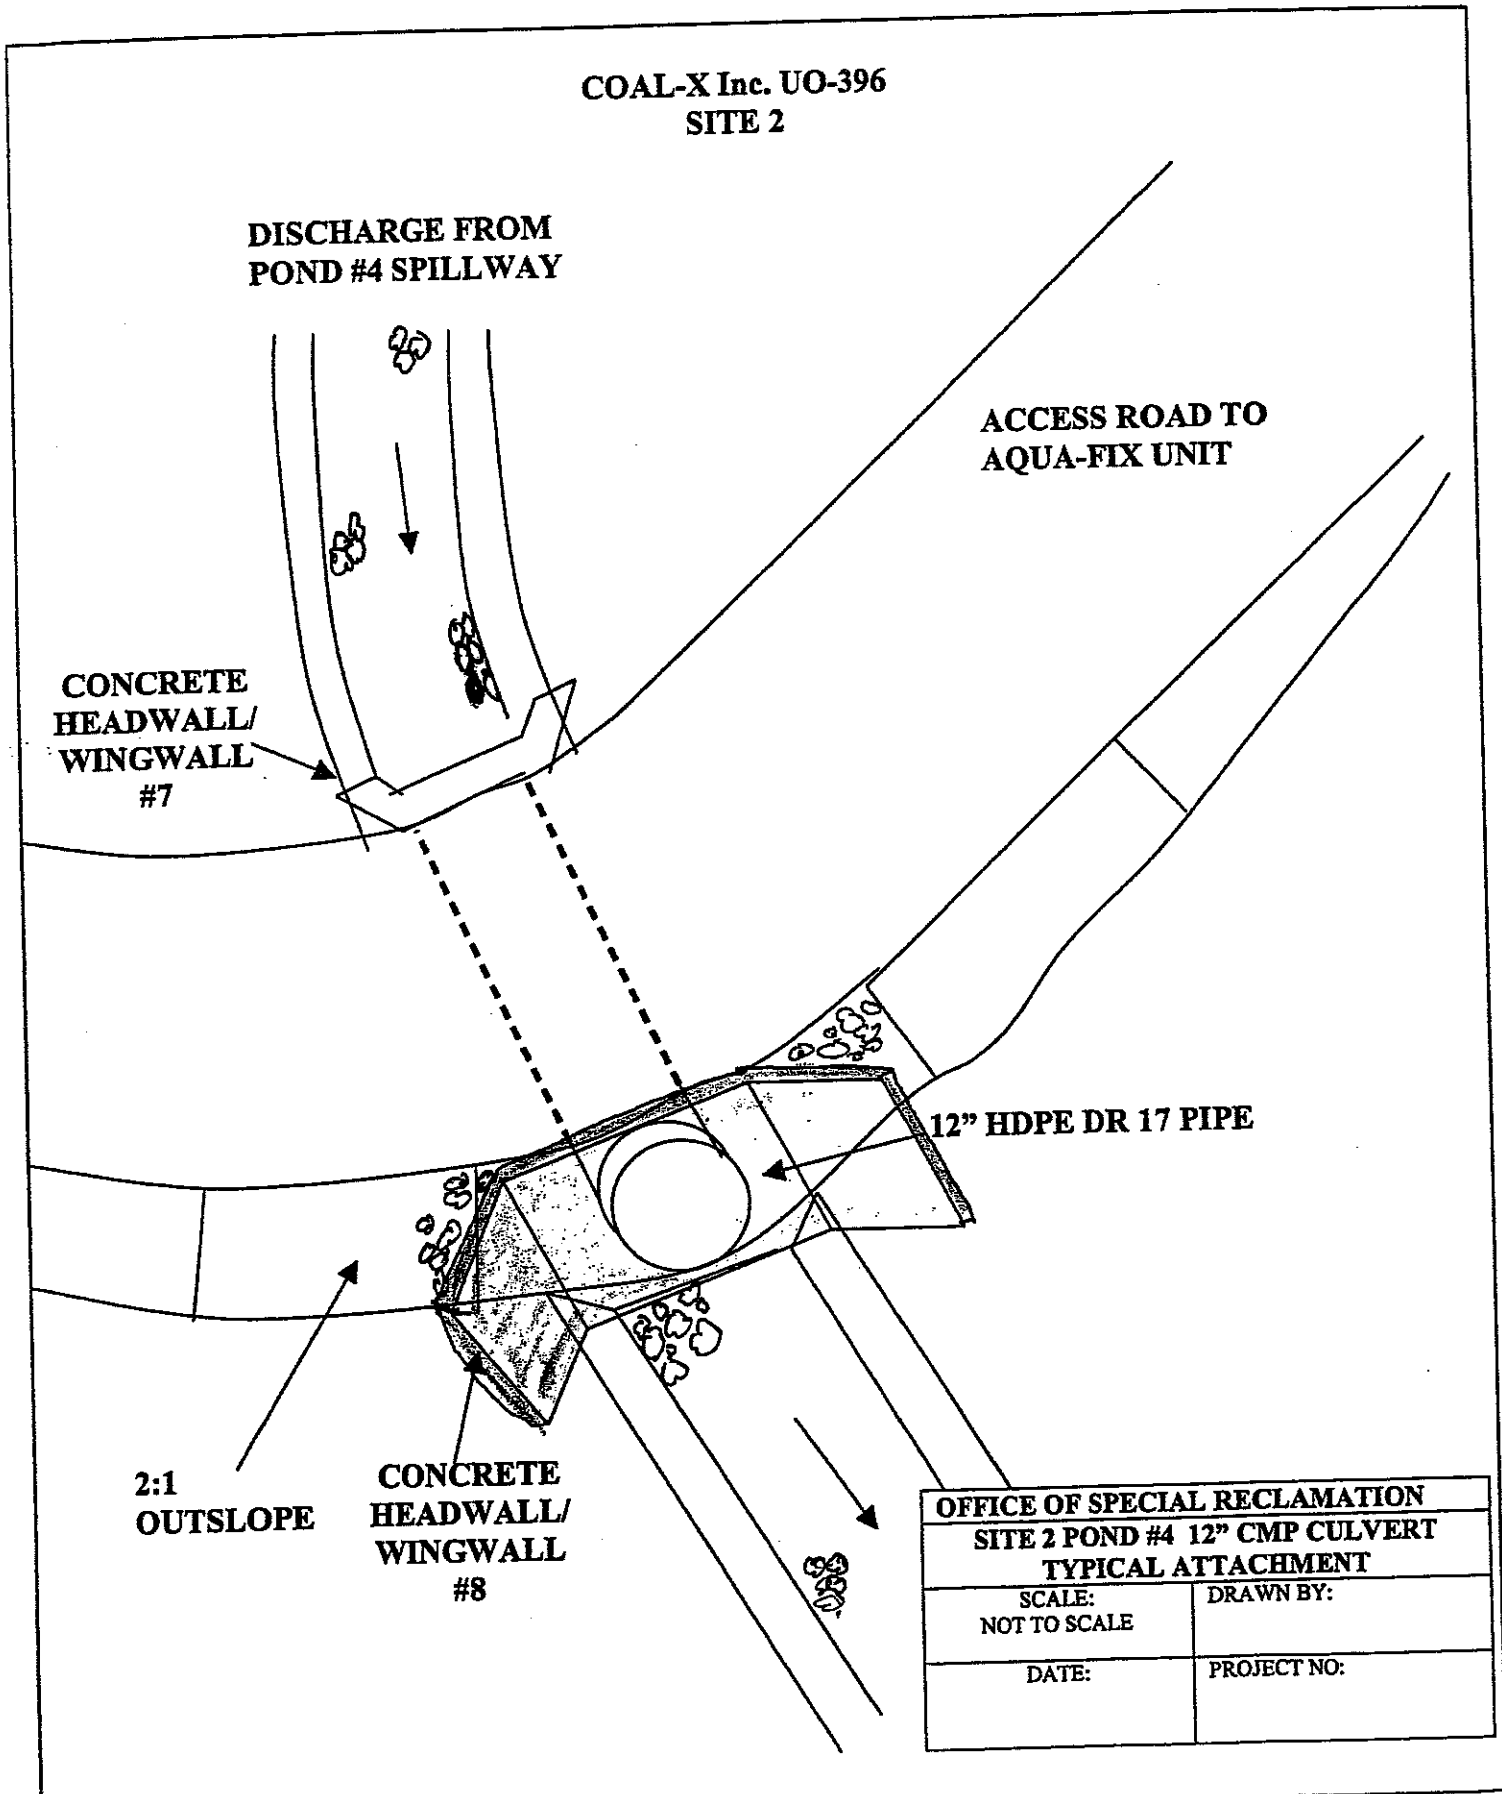 COAL-X Inc. UO-396
SITE 2
DISCHARGE FROM
POND #4 SPILLWAY
ACCESS ROAD TO
AQUA-FIX UNIT
CONCRETE
HEADWALL/
WINGWALL
#7
12” HDPE DR 17 PIPE
2:1
OUTSLOPE
CONCRETE
HEADWALL/
WINGWALL
#8
OFFICE OF SPECIAL RECLAMATION
SITE 2 POND #4 12” CMP CULVERT
TYPICAL ATTACHMENT
SCALE:
NOT TO SCALE
DRAWN BY:
DATE:
PROJECT NO: